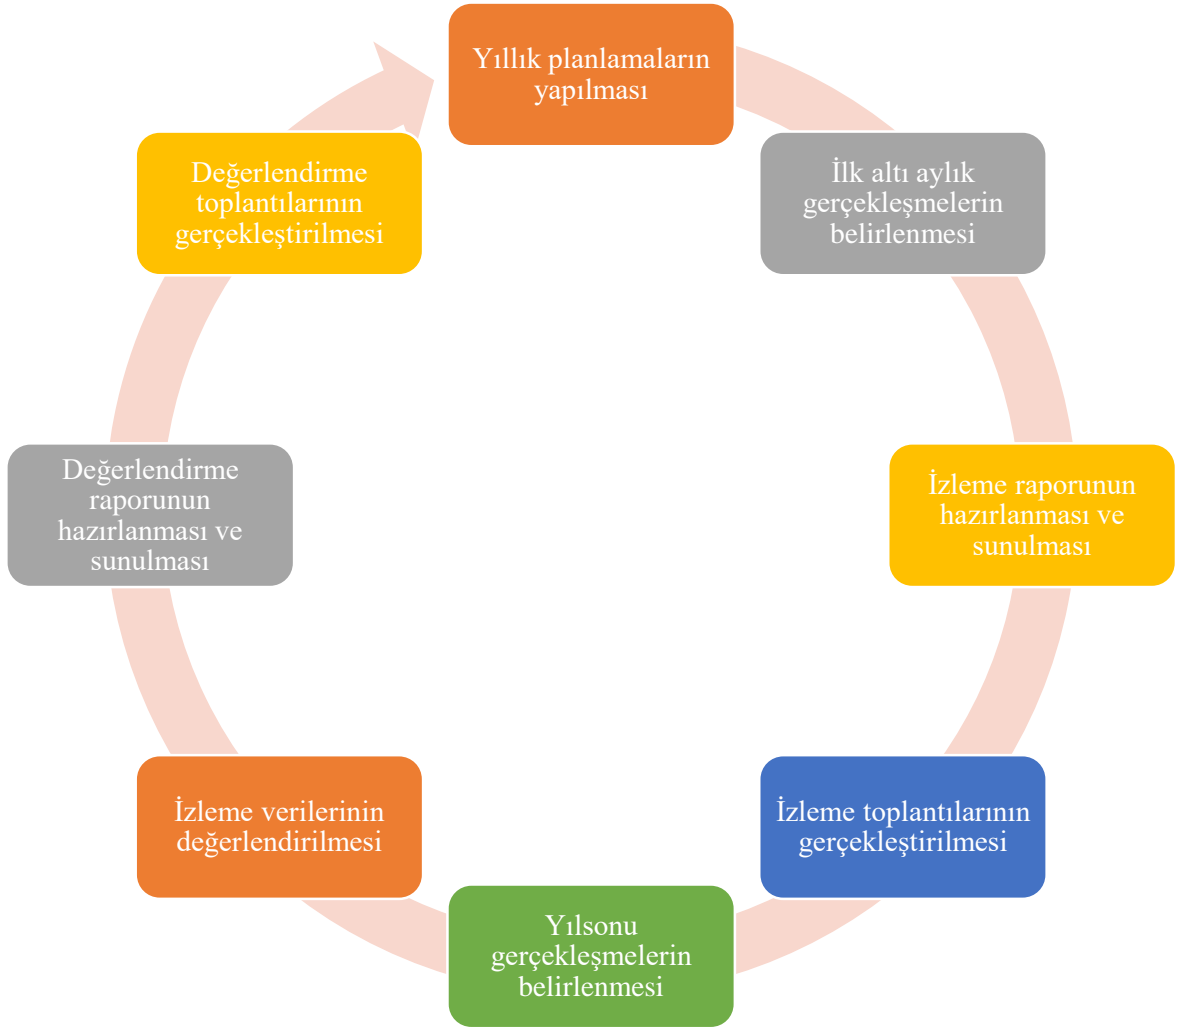 Yıllık planlamaların
yapılması
İlk altı aylık
gerçekleşmelerin
belirlenmesi
İzleme raporunun
hazırlanması ve
sunulması
İzleme toplantılarının
gerçekleştirilmesi
Yılsonu
gerçekleşmelerin
belirlenmesi
İzleme verilerinin
değerlendirilmesi
Değerlendirme
raporunun
hazırlanması ve
sunulması
Değerlendirme
toplantılarının
gerçekleştirilmesi